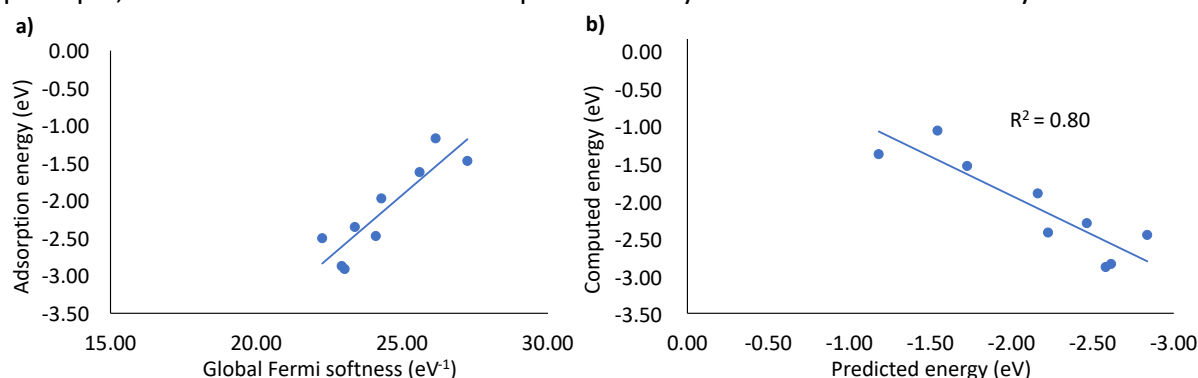 a)
0.00
-0.50
-1.00
-1.50
-2.00
-2.50
-3.00
-3.50
Adsorption energy (eV)
15.00 20.00 25.00 30.00
Global Fermi softness (eV⁻¹)
b)
0.00
-0.50
-1.00
-1.50
-2.00
-2.50
-3.00
-3.50
Computed energy (eV)
R² = 0.80
0.00 -0.50 -1.00 -1.50 -2.00 -2.50 -3.00
Predicted energy (eV)